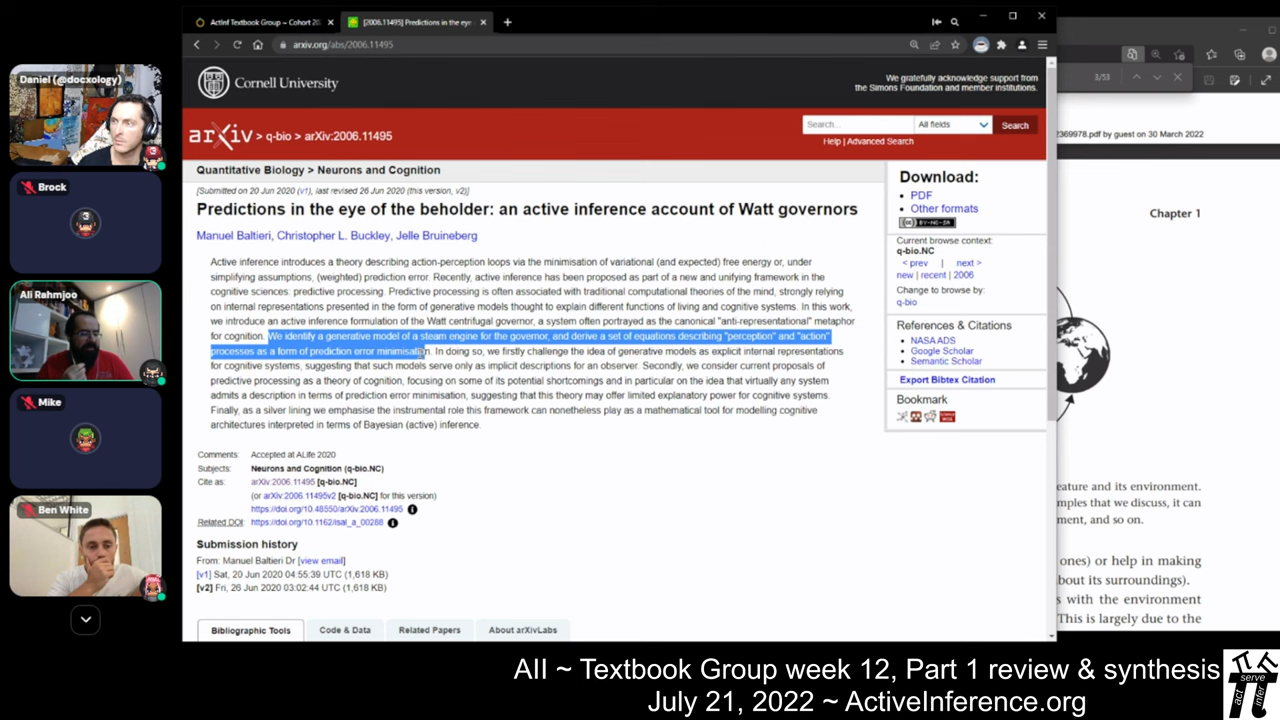 Daniel (@docxology)
Brock
Ali Rahmjoo
Mike
Ben White
ActInf Textbook Group ~ Cohort 20
[2006.11495] Predictions in the eye
arxiv.org/abs/2006.11495
Cornell University
We gratefully acknowledge support from
the Simons Foundation and member institutions.
arXiv > q-bio > arXiv:2006.11495
Search...
All fields
Search
Help | Advanced Search
Quantitative Biology > Neurons and Cognition
[Submitted on 20 Jun 2020 (v1), last revised 26 Jun 2020 (this version, v2)]
Predictions in the eye of the beholder: an active inference account of Watt governors
Manuel Baltieri, Christopher L. Buckley, Jelle Bruineberg
Active inference introduces a theory describing action-perception loops via the minimisation of variational (and expected) free energy or, under
simplifying assumptions, (weighted) prediction error. Recently, active inference has been proposed as part of a new and unifying framework in the
cognitive sciences: predictive processing. Predictive processing is often associated with traditional computational theories of the mind, strongly relying
on internal representations presented in the form of generative models thought to explain different functions of living and cognitive systems. In this work,
we introduce an active inference formulation of the Watt centrifugal governor, a system often portrayed as the canonical "anti-representational" metaphor
for cognition. We identify a generative model of a steam engine for the governor, and derive a set of equations describing "perception" and "action"
processes as a form of prediction error minimisation. In doing so, we firstly challenge the idea of generative models as explicit internal representations
for cognitive systems, suggesting that such models serve only as implicit descriptions for an observer. Secondly, we consider current proposals of
predictive processing as a theory of cognition, focusing on some of its potential shortcomings and in particular on the idea that virtually any system
admits a description in terms of prediction error minimisation, suggesting that this theory may offer limited explanatory power for cognitive systems.
Finally, as a silver lining we emphasise the instrumental role this framework can nonetheless play as a mathematical tool for modelling cognitive
architectures interpreted in terms of Bayesian (active) inference.
Comments: Accepted at ALife 2020
Subjects: Neurons and Cognition (q-bio.NC)
Cite as: arXiv:2006.11495 [q-bio.NC]
(or arXiv:2006.11495v2 [q-bio.NC] for this version)
https://doi.org/10.48550/arXiv.2006.11495
Related DOI: https://doi.org/10.1162/isal_a_00288
Submission history
From: Manuel Baltieri Dr [view email]
[v1] Sat, 20 Jun 2020 04:55:39 UTC (1,618 KB)
[v2] Fri, 26 Jun 2020 03:02:44 UTC (1,618 KB)
Bibliographic Tools
Code & Data
Related Papers
About arXivLabs
Download:
PDF
Other formats
Current browse context:
q-bio.NC
< prev | next >
new | recent | 2006
Change to browse by:
q-bio
References & Citations
NASA ADS
Google Scholar
Semantic Scholar
Export Bibtex Citation
Bookmark
3/53
2369978.pdf by guest on 30 March 2022
Chapter 1
eature and its environment.
mples that we discuss, it can
ment, and so on.
ones) or help in making
bout its surroundings).
s with the environment
This is largely due to the
AII ~ Textbook Group week 12, Part 1 review & synthesis
July 21, 2022 ~ ActiveInference.org
act
serve
infer